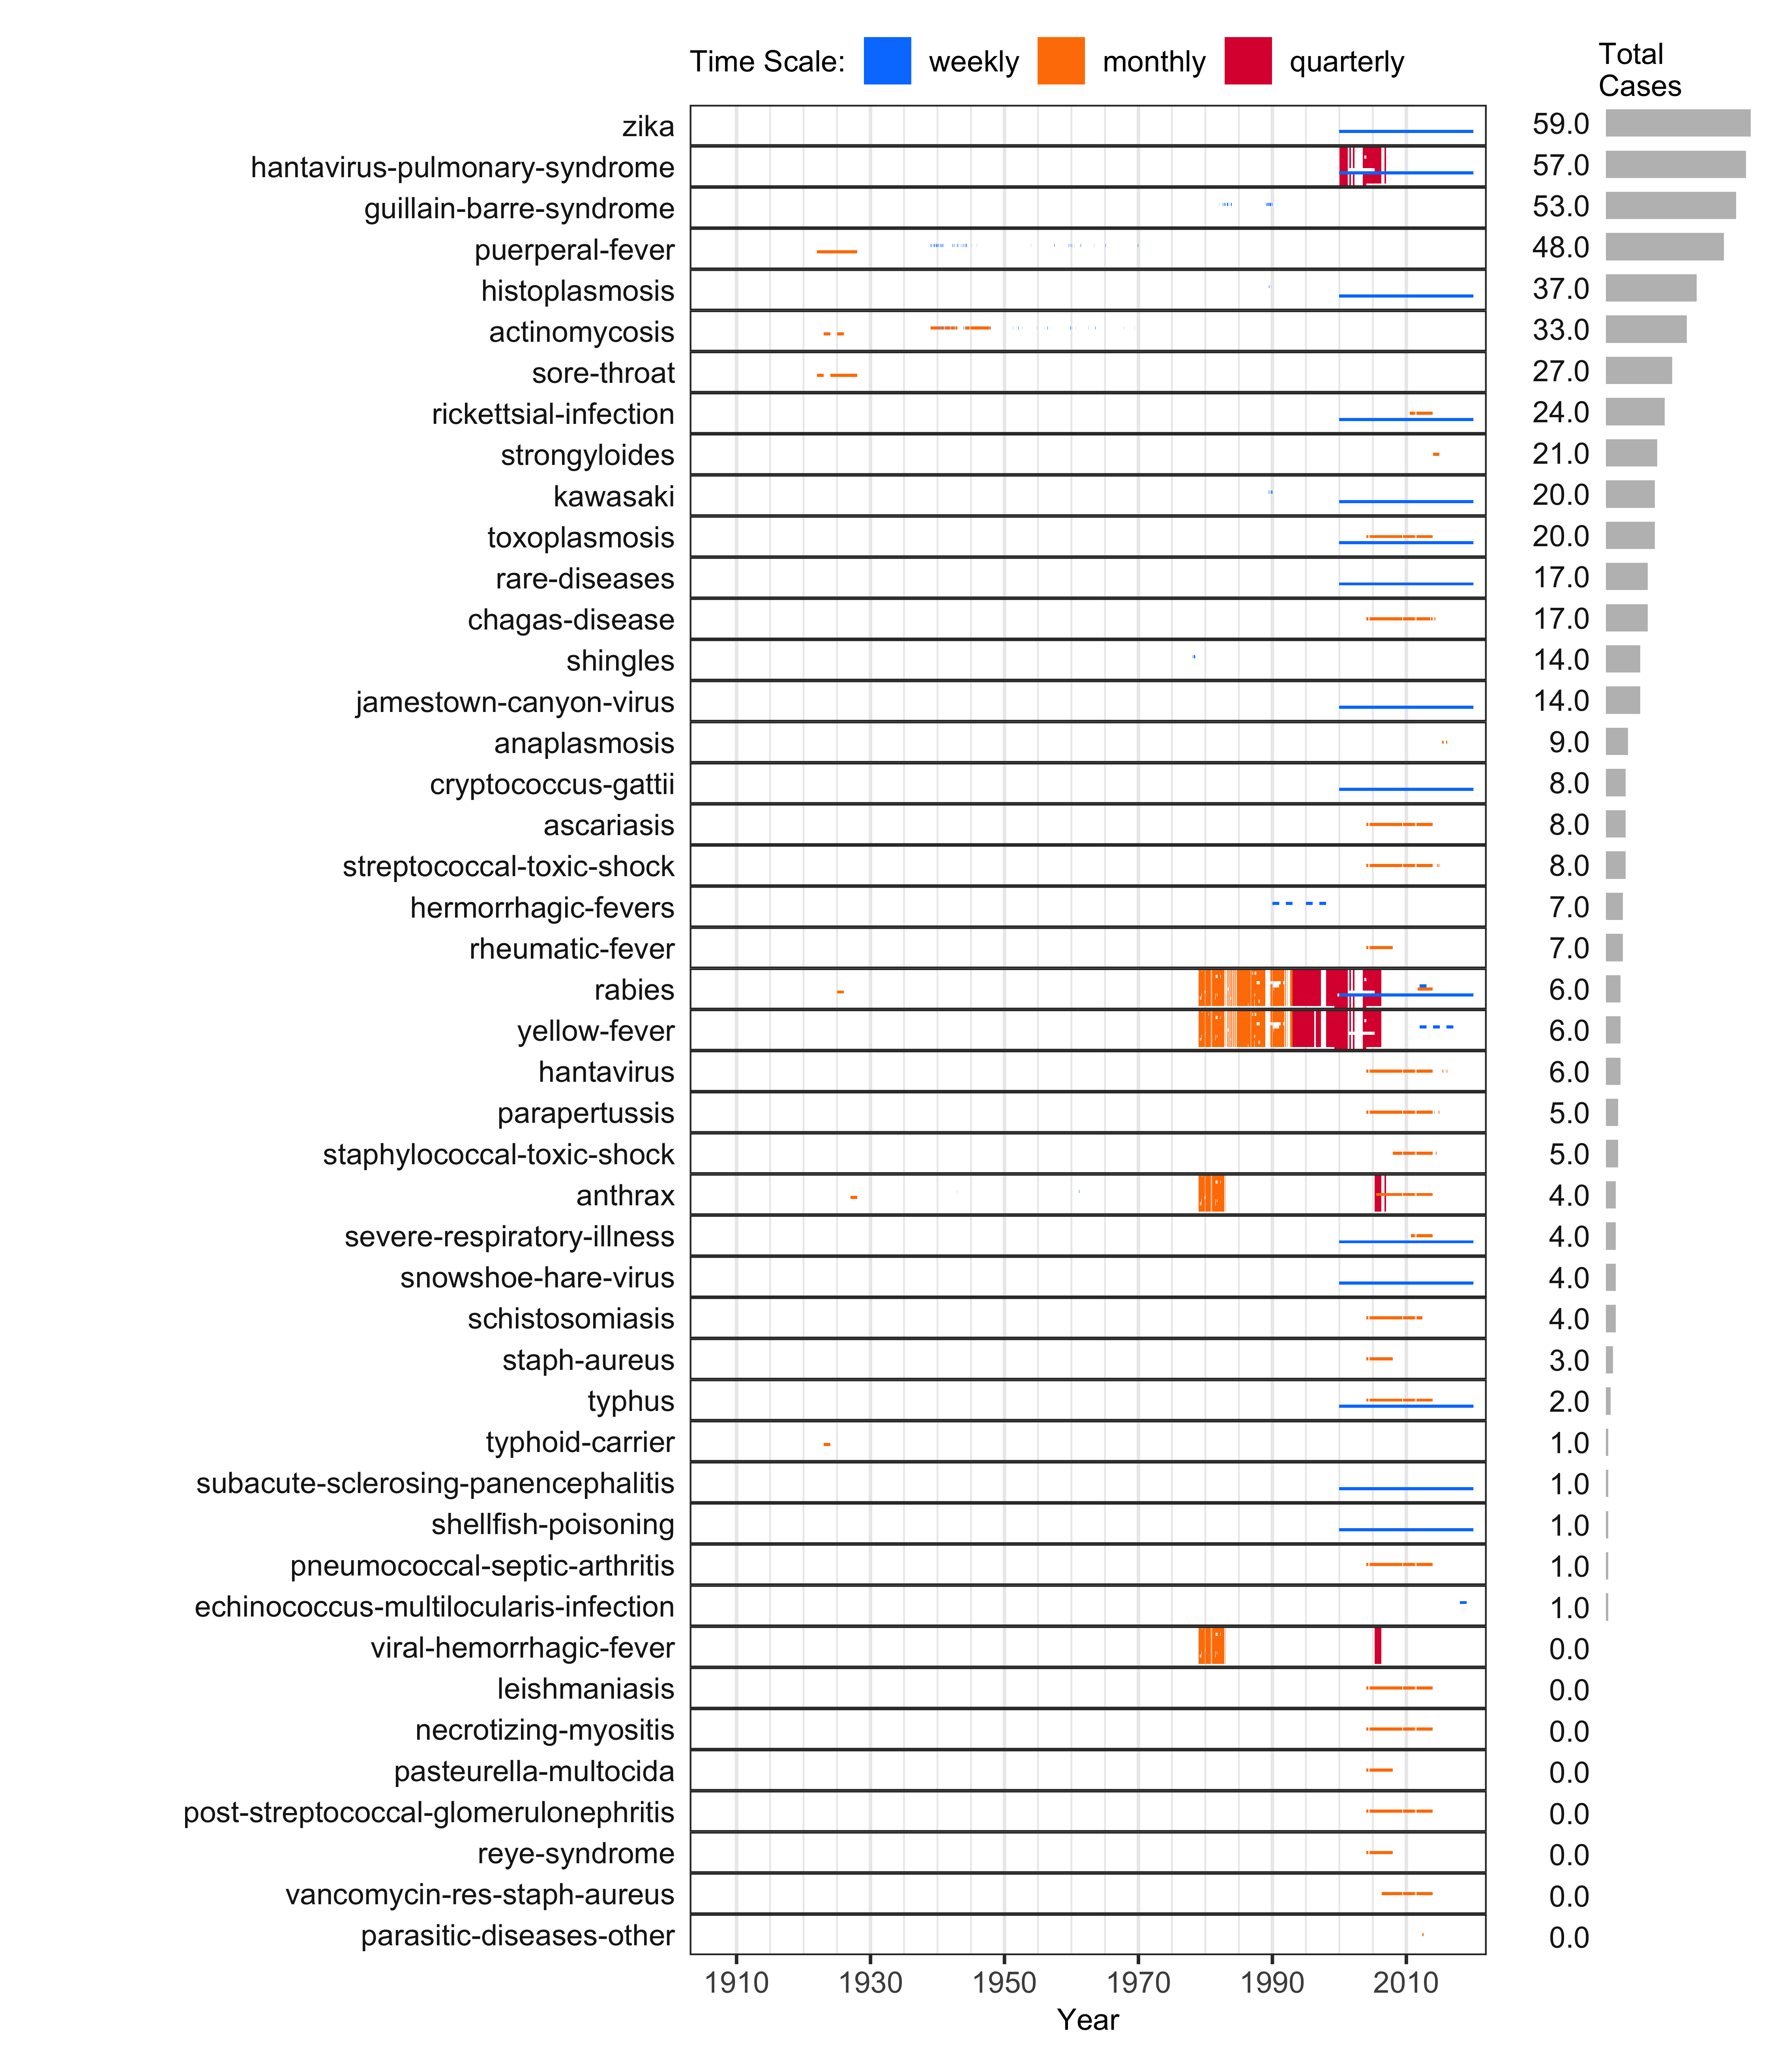 Time Scale: weekly monthly quarterly
Total
Cases
zika 59.0
hantavirus-pulmonary-syndrome 57.0
guillain-barre-syndrome 53.0
puerperal-fever 48.0
histoplasmosis 37.0
actinomycosis 33.0
sore-throat 27.0
rickettsial-infection 24.0
strongyloides 21.0
kawasaki 20.0
toxoplasmosis 20.0
rare-diseases 17.0
chagas-disease 17.0
shingles 14.0
jamestown-canyon-virus 14.0
anaplasmosis 9.0
cryptococcus-gattii 8.0
ascariasis 8.0
streptococcal-toxic-shock 8.0
hermorrhagic-fevers 7.0
rheumatic-fever 7.0
rabies 6.0
yellow-fever 6.0
hantavirus 6.0
parapertussis 5.0
staphylococcal-toxic-shock 5.0
anthrax 4.0
severe-respiratory-illness 4.0
snowshoe-hare-virus 4.0
schistosomiasis 4.0
staph-aureus 3.0
typhus 2.0
typhoid-carrier 1.0
subacute-sclerosing-panencephalitis 1.0
shellfish-poisoning 1.0
pneumococcal-septic-arthritis 1.0
echinococcus-multilocularis-infection 1.0
viral-hemorrhagic-fever 0.0
leishmaniasis 0.0
necrotizing-myositis 0.0
pasteurella-multocida 0.0
post-streptococcal-glomerulonephritis 0.0
reye-syndrome 0.0
vancomycin-res-staph-aureus 0.0
parasitic-diseases-other 0.0
1910 1930 1950 1970 1990 2010
Year